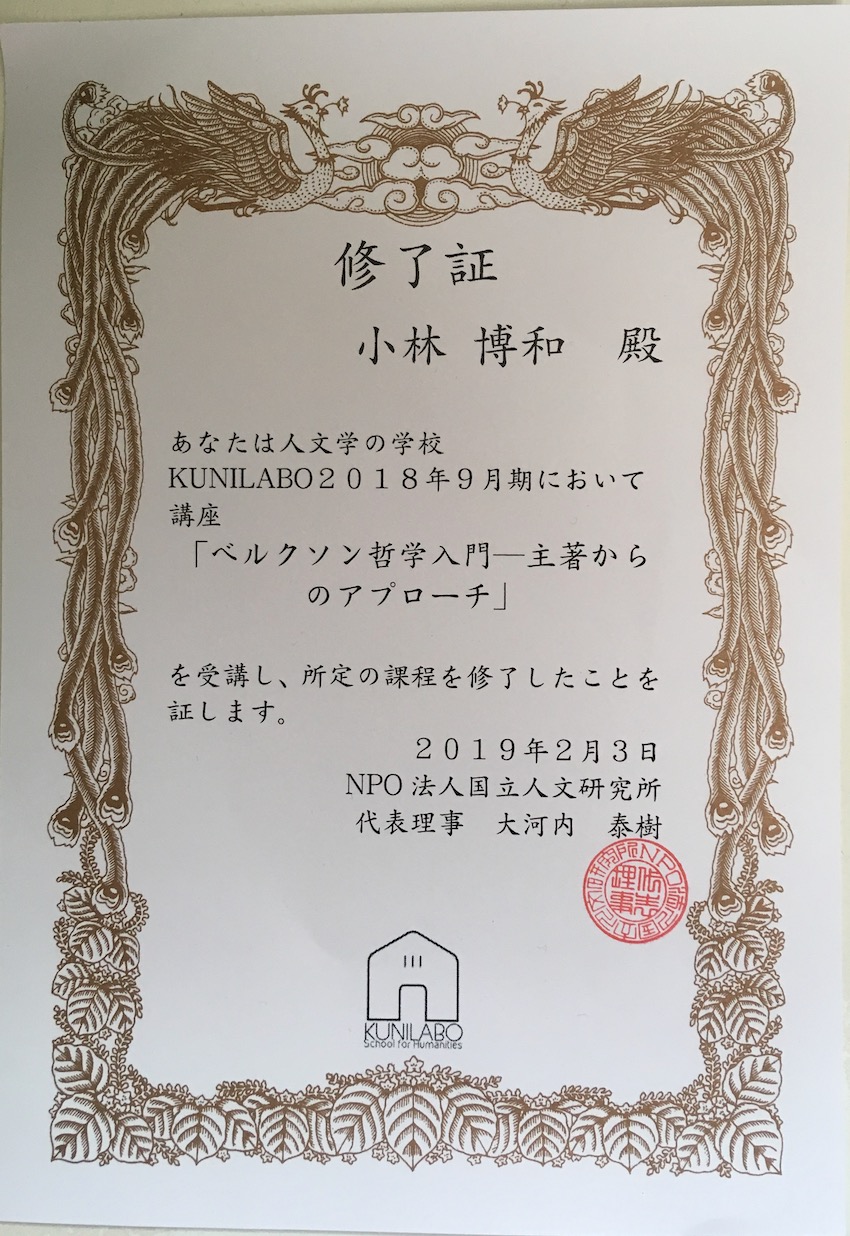 修了証
小林 博和 殿
あなたは人文学の学校
KUNILABO２０１８年９月期において
講座
「ベルクソン哲学入門―主著から
のアプローチ」
を受講し、所定の課程を修了したことを
証します。
２０１９年２月３日
NPO 法人国立人文研究所
代表理事 大河内 泰樹
KUNILABO
School for Humanities